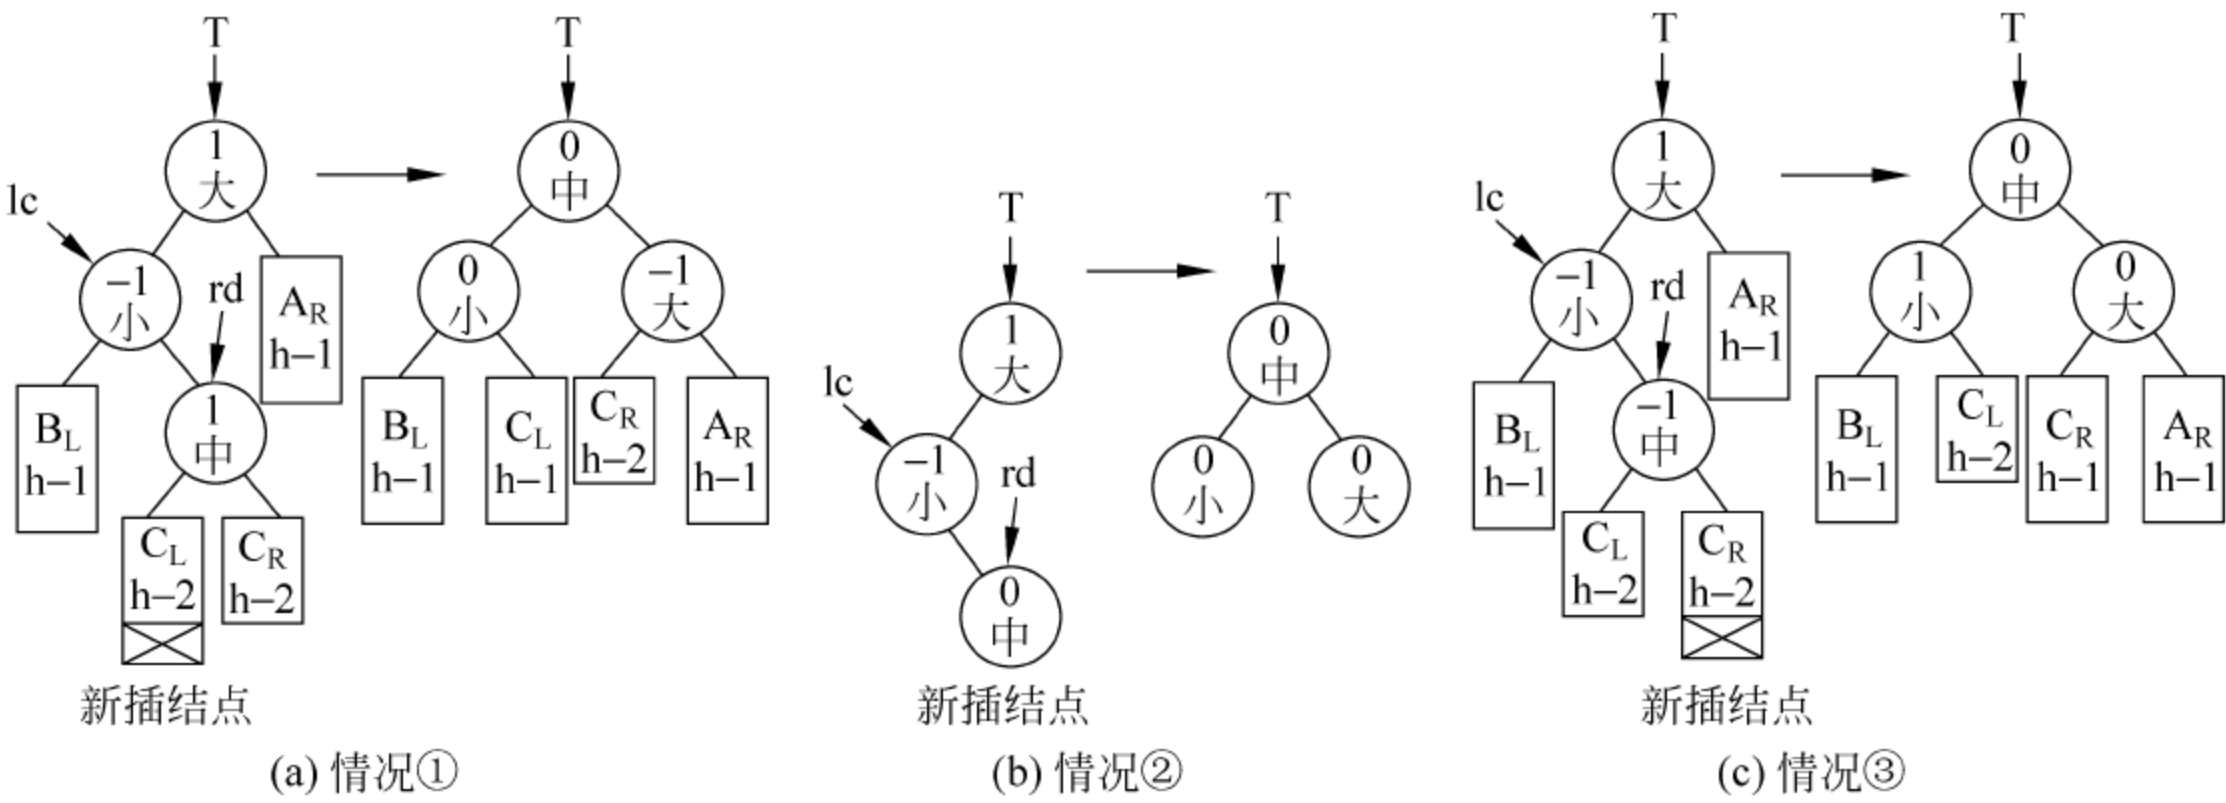 T
1
大
lc
-1
小
rd
A_R
h-1
B_L
h-1
1
中
C_L
h-2
C_R
h-2
新插结点
T
0
中
0
小
-1
大
B_L
h-1
C_L
h-1
C_R
h-2
A_R
h-1
(a) 情况①
T
1
大
lc
-1
小
rd
0
中
新插结点
T
0
中
0
小
0
大
(b) 情况②
T
1
大
lc
-1
小
rd
A_R
h-1
B_L
h-1
-1
中
C_L
h-2
C_R
h-2
新插结点
T
0
中
1
小
0
大
B_L
h-1
C_L
h-2
C_R
h-1
A_R
h-1
(c) 情况③